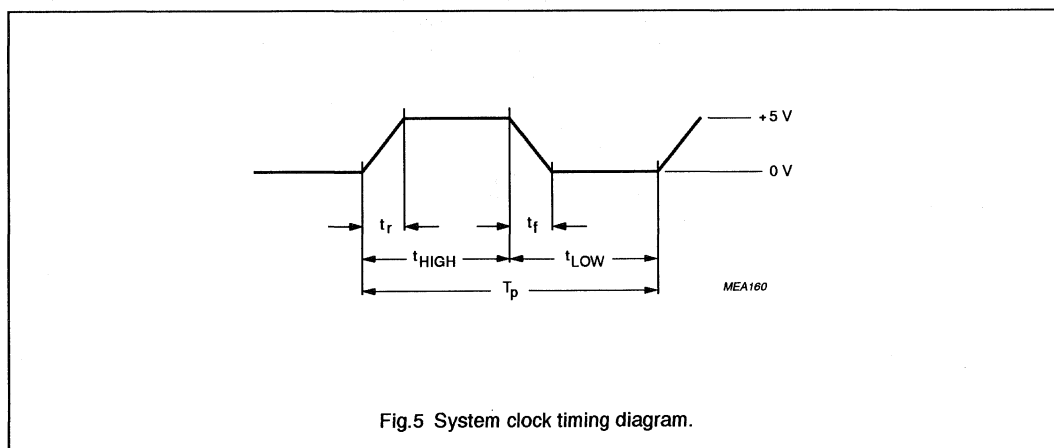 +5 V
0 V
tr
tf
tHIGH
tLOW
Tp
MEA160
Fig.5 System clock timing diagram.